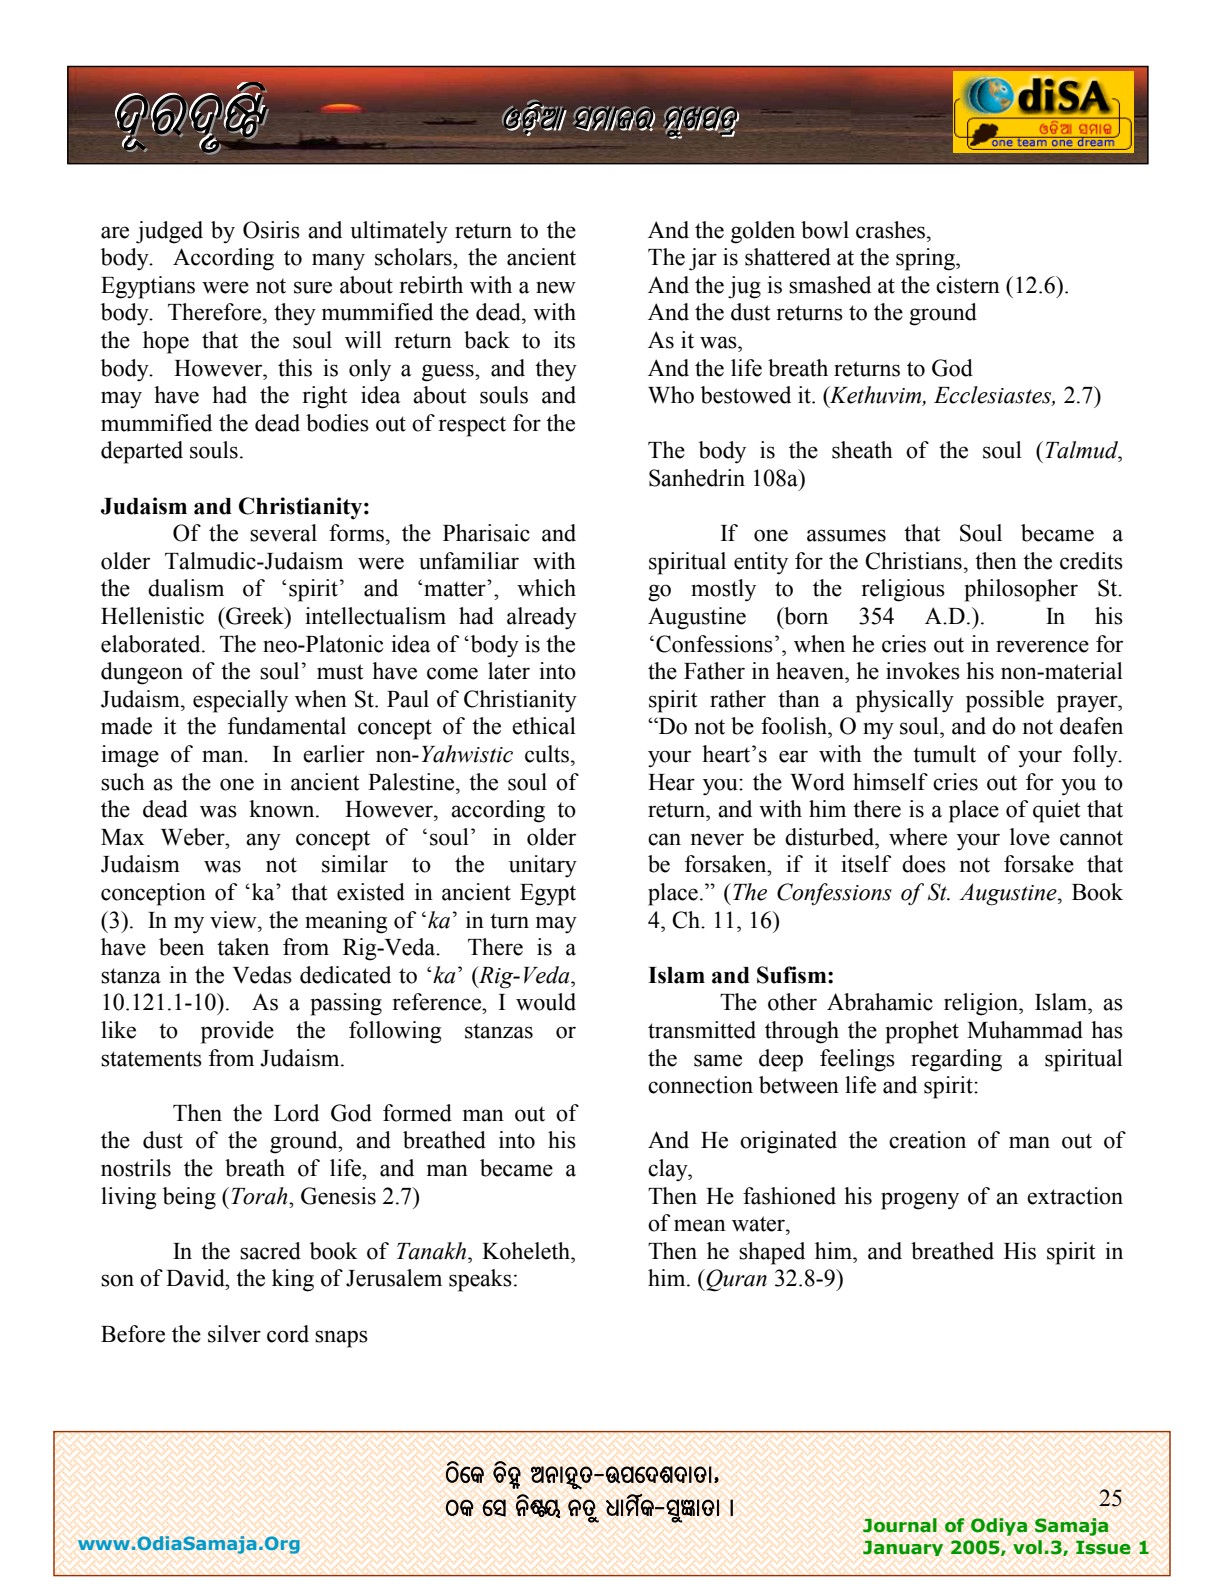 ଦୂରଦୃଷ୍ଟି
ଓଡ଼ିଆ ସମାଜର ମୁଖପତ୍ର
diSA
ଓଡିଆ ସମାଜ
one team one dream
are judged by Osiris and ultimately return to the
body. According to many scholars, the ancient
Egyptians were not sure about rebirth with a new
body. Therefore, they mummified the dead, with
the hope that the soul will return back to its
body. However, this is only a guess, and they
may have had the right idea about souls and
mummified the dead bodies out of respect for the
departed souls.
Judaism and Christianity:
Of the several forms, the Pharisaic and
older Talmudic-Judaism were unfamiliar with
the dualism of ‘spirit’ and ‘matter’, which
Hellenistic (Greek) intellectualism had already
elaborated. The neo-Platonic idea of ‘body is the
dungeon of the soul’ must have come later into
Judaism, especially when St. Paul of Christianity
made it the fundamental concept of the ethical
image of man. In earlier non-Yahwistic cults,
such as the one in ancient Palestine, the soul of
the dead was known. However, according to
Max Weber, any concept of ‘soul’ in older
Judaism was not similar to the unitary
conception of ‘ka’ that existed in ancient Egypt
(3). In my view, the meaning of ‘ka’ in turn may
have been taken from Rig-Veda. There is a
stanza in the Vedas dedicated to ‘ka’ (Rig-Veda,
10.121.1-10). As a passing reference, I would
like to provide the following stanzas or
statements from Judaism.
Then the Lord God formed man out of
the dust of the ground, and breathed into his
nostrils the breath of life, and man became a
living being (Torah, Genesis 2.7)
In the sacred book of Tanakh, Koheleth,
son of David, the king of Jerusalem speaks:
Before the silver cord snaps
And the golden bowl crashes,
The jar is shattered at the spring,
And the jug is smashed at the cistern (12.6).
And the dust returns to the ground
As it was,
And the life breath returns to God
Who bestowed it. (Kethuvim, Ecclesiastes, 2.7)
The body is the sheath of the soul (Talmud,
Sanhedrin 108a)
If one assumes that Soul became a
spiritual entity for the Christians, then the credits
go mostly to the religious philosopher St.
Augustine (born 354 A.D.). In his
‘Confessions’, when he cries out in reverence for
the Father in heaven, he invokes his non-material
spirit rather than a physically possible prayer,
“Do not be foolish, O my soul, and do not deafen
your heart’s ear with the tumult of your folly.
Hear you: the Word himself cries out for you to
return, and with him there is a place of quiet that
can never be disturbed, where your love cannot
be forsaken, if it itself does not forsake that
place.” (The Confessions of St. Augustine, Book
4, Ch. 11, 16)
Islam and Sufism:
The other Abrahamic religion, Islam, as
transmitted through the prophet Muhammad has
the same deep feelings regarding a spiritual
connection between life and spirit:
And He originated the creation of man out of
clay,
Then He fashioned his progeny of an extraction
of mean water,
Then he shaped him, and breathed His spirit in
him. (Quran 32.8-9)
ଠିକେ ଚିହ୍ନ ଅନାହୂତ-ଉପଦେଶଦାତା,
ଠକ ସେ ନିଶ୍ଚୟ ନତୁ ଧାର୍ମିକ-ସୁଜ୍ଞାତା ।
25
www.OdiaSamaja.Org
Journal of Odiya Samaja
January 2005, vol.3, Issue 1